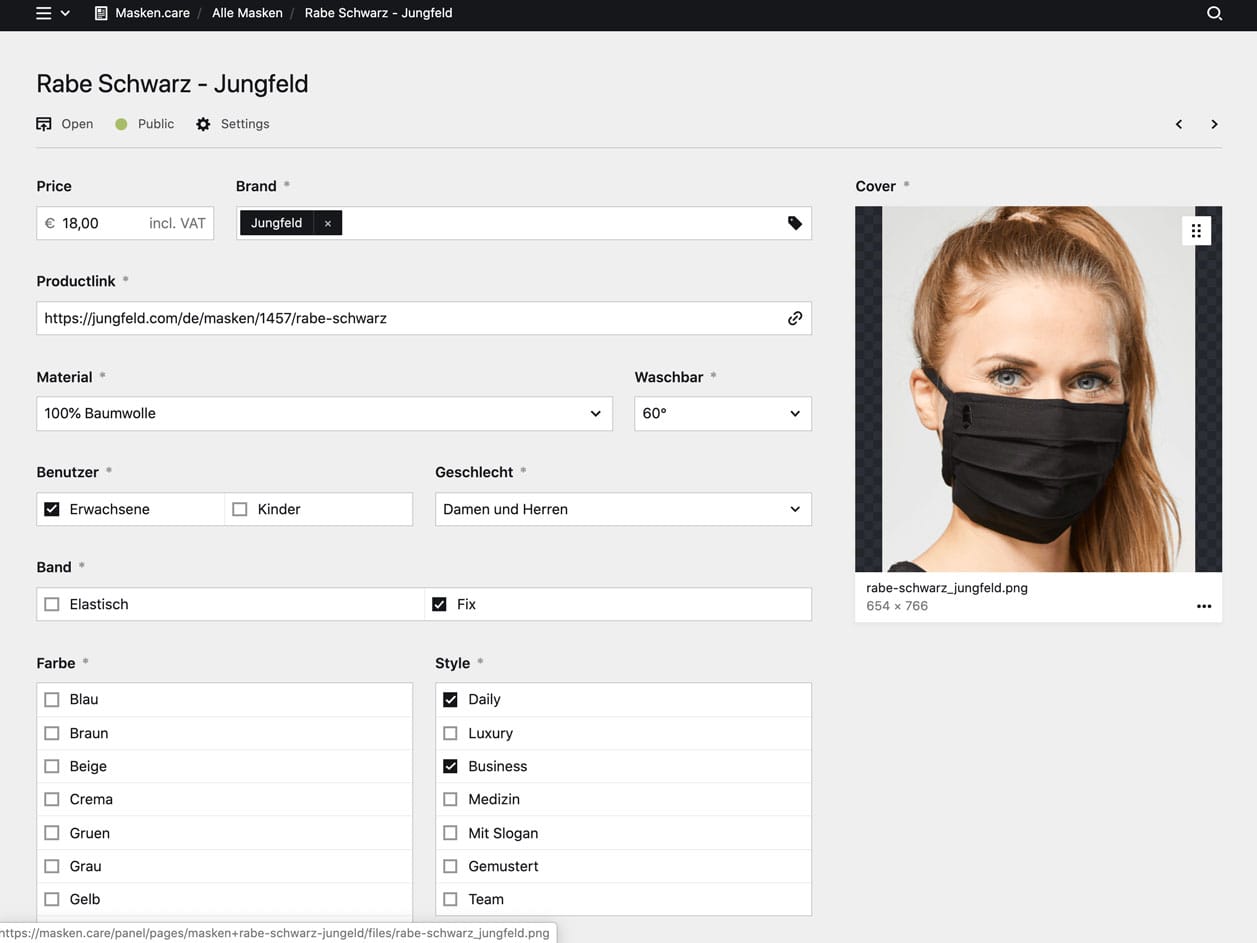 Masken.care / Alle Masken / Rabe Schwarz - Jungfeld
Rabe Schwarz - Jungfeld
Open Public Settings
Price
€ 18,00 incl. VAT
Brand *
Jungfeld ×
Productlink *
https://jungfeld.com/de/masken/1457/rabe-schwarz
Material *
100% Baumwolle
Waschbar *
60°
Benutzer *
Erwachsene Kinder
Geschlecht *
Damen und Herren
Band *
Elastisch Fix
Farbe *
Blau
Braun
Beige
Crema
Gruen
Grau
Gelb
Style *
Daily
Luxury
Business
Medizin
Mit Slogan
Gemustert
Team
Cover *
rabe-schwarz_jungfeld.png
654 × 766
https://masken.care/panel/pages/masken+rabe-schwarz-jungeld/files/rabe-schwarz_jungfeld.png